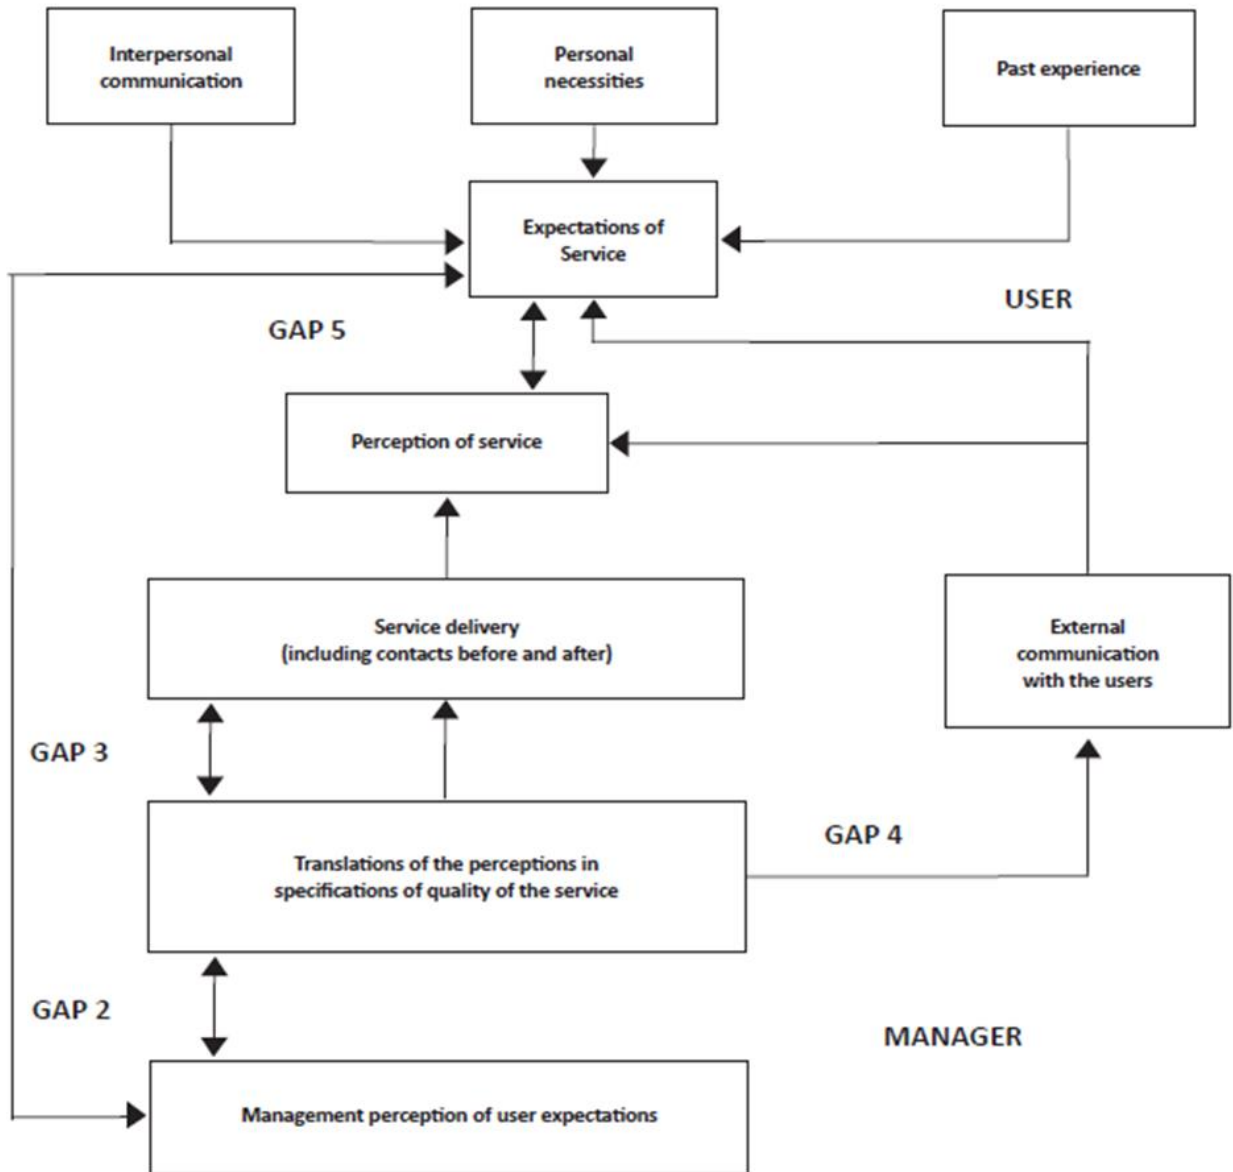 Interpersonal
communication
Personal
necessities
Past experience
Expectations of
Service
USER
GAP 5
Perception of service
Service delivery
(including contacts before and after)
External
communication
with the users
GAP 3
GAP 4
Translations of the perceptions in
specifications of quality of the service
GAP 2
MANAGER
Management perception of user expectations